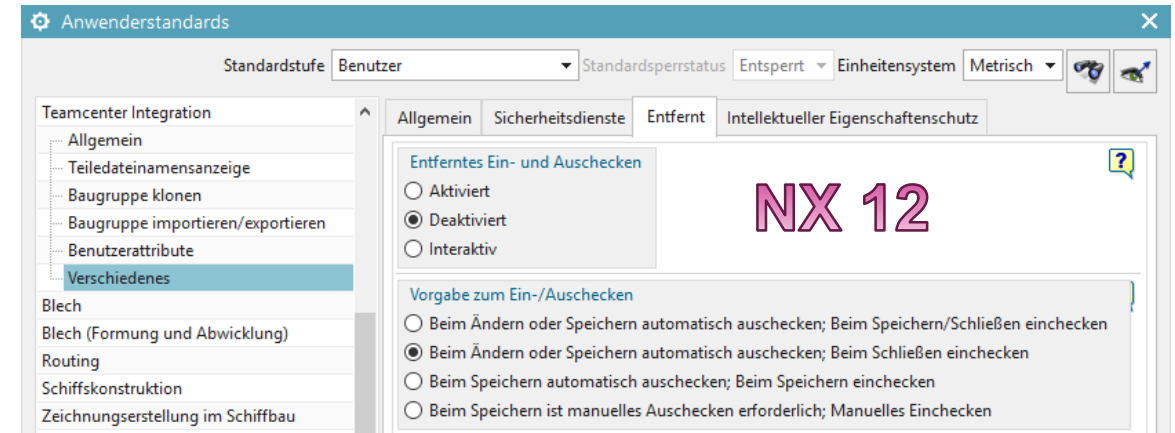 Anwenderstandards
Standardstufe Benutzer Standardsperrstatus Entsperrt Einheitensystem Metrisch
Teamcenter Integration
Allgemein
Teiledateinamensanzeige
Baugruppe klonen
Baugruppe importieren/exportieren
Benutzerattribute
Verschiedenes
Blech
Blech (Formung und Abwicklung)
Routing
Schiffskonstruktion
Zeichnungserstellung im Schiffbau
Allgemein Sicherheitsdienste Entfernt Intellektueller Eigenschaftenschutz
Entferntes Ein- und Auschecken
Aktiviert
Deaktiviert
Interaktiv
NX 12
Vorgabe zum Ein-/Auschecken
Beim Ändern oder Speichern automatisch auschecken; Beim Speichern/Schließen einchecken
Beim Ändern oder Speichern automatisch auschecken; Beim Schließen einchecken
Beim Speichern automatisch auschecken; Beim Speichern einchecken
Beim Speichern ist manuelles Auschecken erforderlich; Manuelles Einchecken